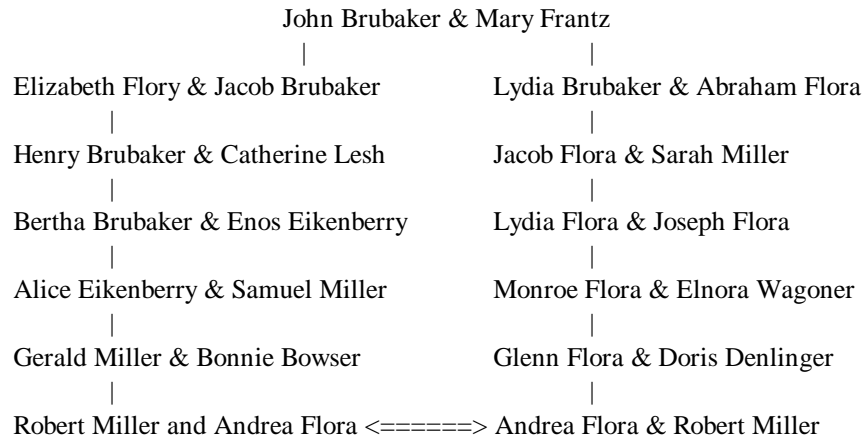 John Brubaker & Mary Frantz
| |
Elizabeth Flory & Jacob Brubaker Lydia Brubaker & Abraham Flora
| |
Henry Brubaker & Catherine Lesh Jacob Flora & Sarah Miller
| |
Bertha Brubaker & Enos Eikenberry Lydia Flora & Joseph Flora
| |
Alice Eikenberry & Samuel Miller Monroe Flora & Elnora Wagoner
| |
Gerald Miller & Bonnie Bowser Glenn Flora & Doris Denlinger
| |
Robert Miller and Andrea Flora <======> Andrea Flora & Robert Miller